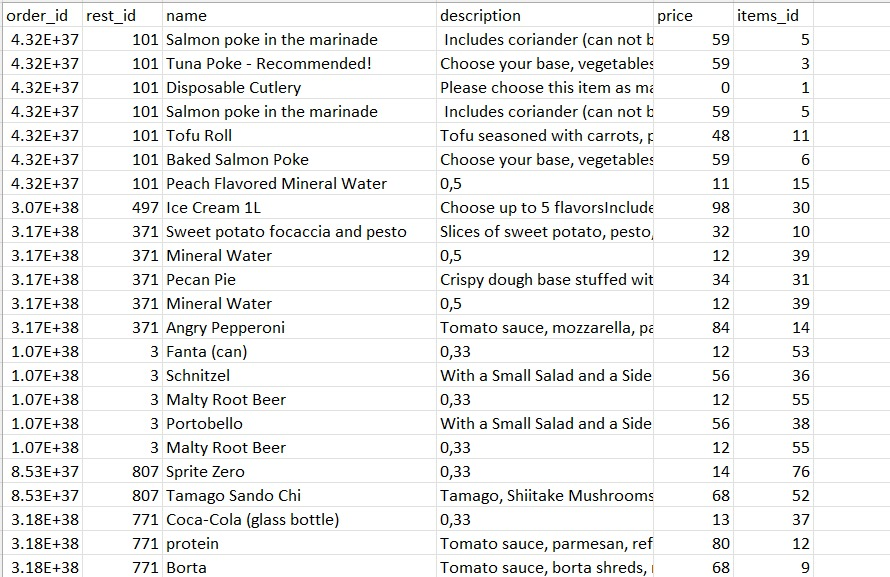 order_id rest_id name description price items_id
4.32E+37 101 Salmon poke in the marinade Includes coriander (can not b 59 5
4.32E+37 101 Tuna Poke - Recommended! Choose your base, vegetables 59 3
4.32E+37 101 Disposable Cutlery Please choose this item as ma 0 1
4.32E+37 101 Salmon poke in the marinade Includes coriander (can not b 59 5
4.32E+37 101 Tofu Roll Tofu seasoned with carrots, p 48 11
4.32E+37 101 Baked Salmon Poke Choose your base, vegetables 59 6
4.32E+37 101 Peach Flavored Mineral Water 0,5 11 15
3.07E+38 497 Ice Cream 1L Choose up to 5 flavorsInclude 98 30
3.17E+38 371 Sweet potato focaccia and pesto Slices of sweet potato, pesto, 32 10
3.17E+38 371 Mineral Water 0,5 12 39
3.17E+38 371 Pecan Pie Crispy dough base stuffed wit 34 31
3.17E+38 371 Mineral Water 0,5 12 39
3.17E+38 371 Angry Pepperoni Tomato sauce, mozzarella, pa 84 14
1.07E+38 3 Fanta (can) 0,33 12 53
1.07E+38 3 Schnitzel With a Small Salad and a Side 56 36
1.07E+38 3 Malty Root Beer 0,33 12 55
1.07E+38 3 Portobello With a Small Salad and a Side 56 38
1.07E+38 3 Malty Root Beer 0,33 12 55
8.53E+37 807 Sprite Zero 0,33 14 76
8.53E+37 807 Tamago Sando Chi Tamago, Shiitake Mushrooms 68 52
3.18E+38 771 Coca-Cola (glass bottle) 0,33 13 37
3.18E+38 771 protein Tomato sauce, parmesan, ref 80 12
3.18E+38 771 Borta Tomato sauce, borta shreds, 68 9